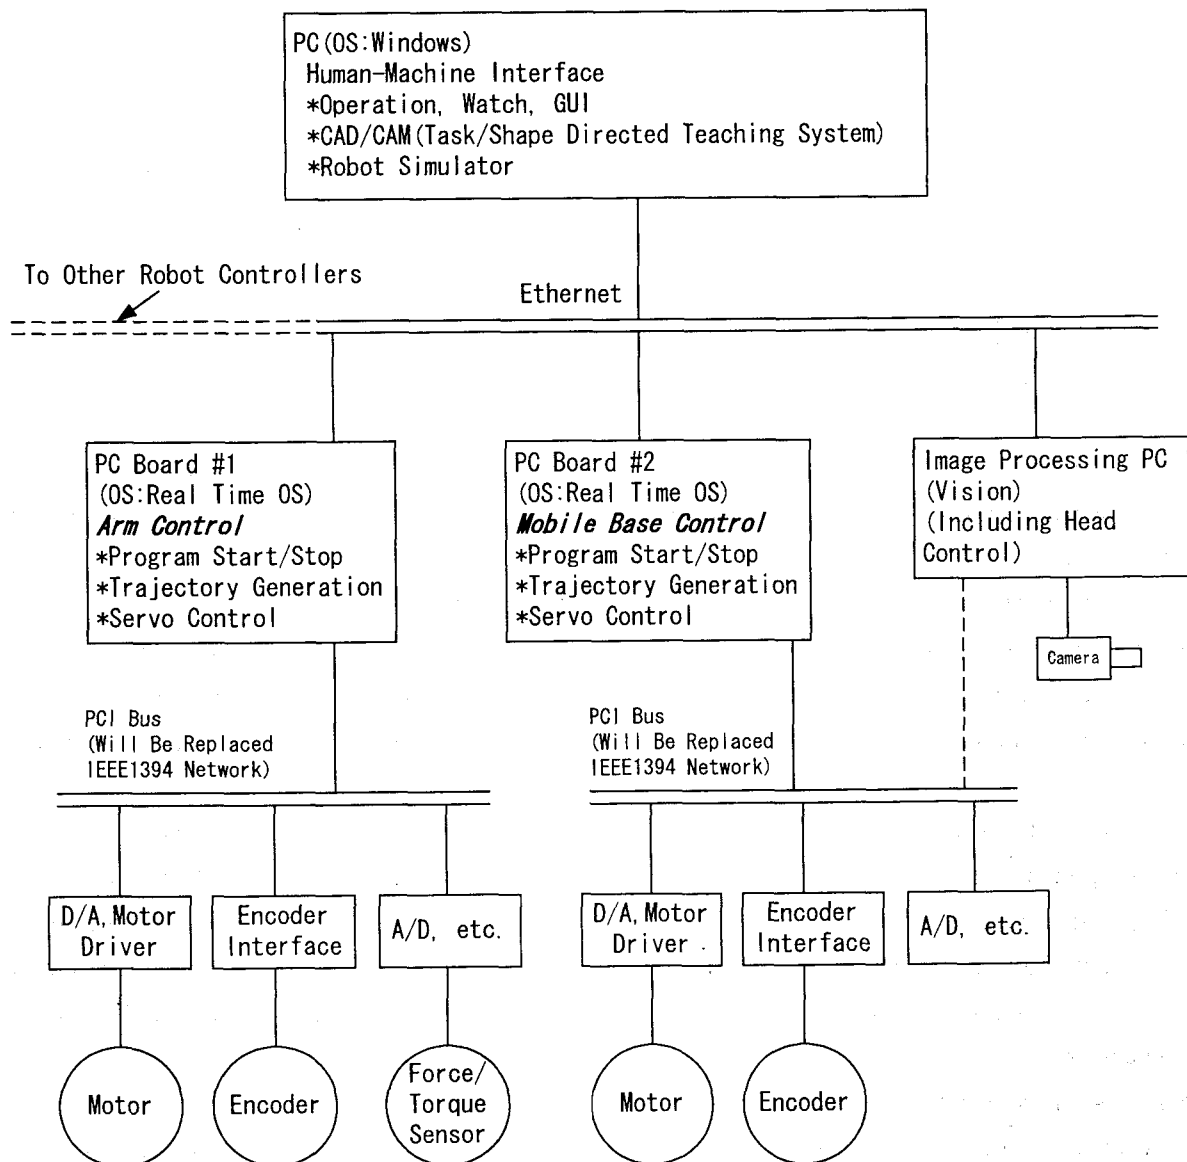 PC(OS:Windows)
Human-Machine Interface
*Operation, Watch, GUI
*CAD/CAM(Task/Shape Directed Teaching System)
*Robot Simulator
To Other Robot Controllers
Ethernet
PC Board #1
(OS:Real Time OS)
Arm Control
*Program Start/Stop
*Trajectory Generation
*Servo Control
PC Board #2
(OS:Real Time OS)
Mobile Base Control
*Program Start/Stop
*Trajectory Generation
*Servo Control
Image Processing PC
(Vision)
(Including Head
Control)
Camera
PCI Bus
(Will Be Replaced
IEEE1394 Network)
PCI Bus
(Will Be Replaced
IEEE1394 Network)
D/A, Motor
Driver
Encoder
Interface
A/D, etc.
D/A, Motor
Driver
Encoder
Interface
A/D, etc.
Motor
Encoder
Force/
Torque
Sensor
Motor
Encoder